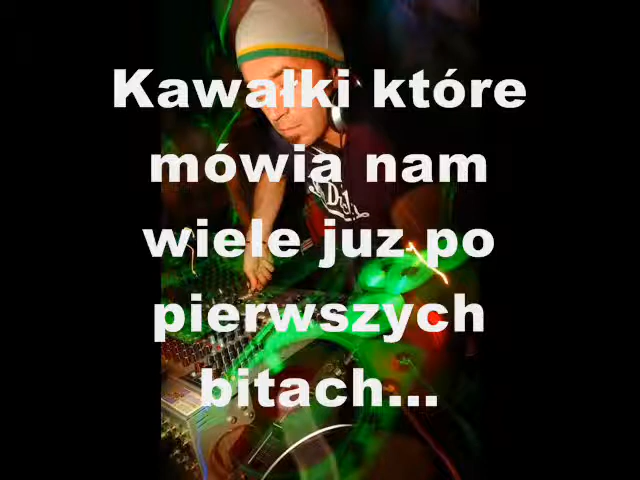 Kawałki które
mówią nam
wiele juz po
pierwszych
bitach...